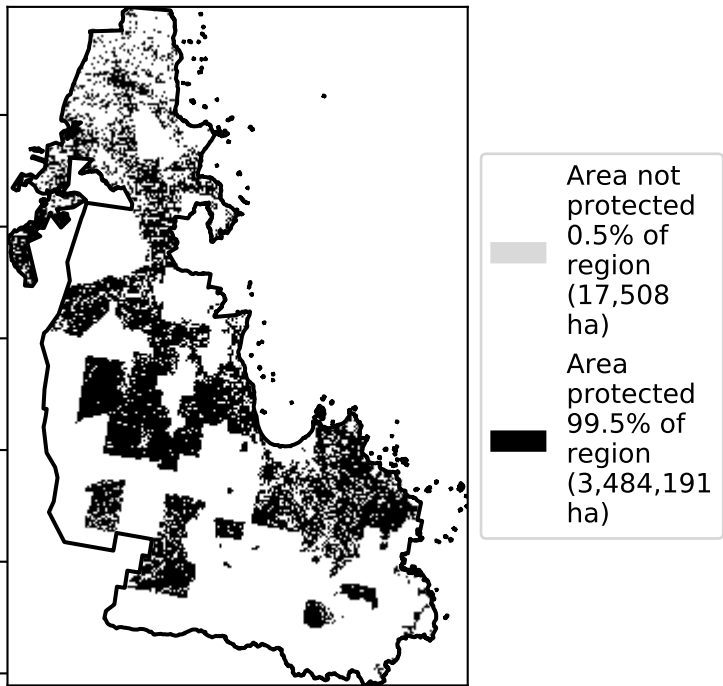 Area not
protected
0.5% of
region
(17,508
ha)
Area
protected
99.5% of
region
(3,484,191
ha)